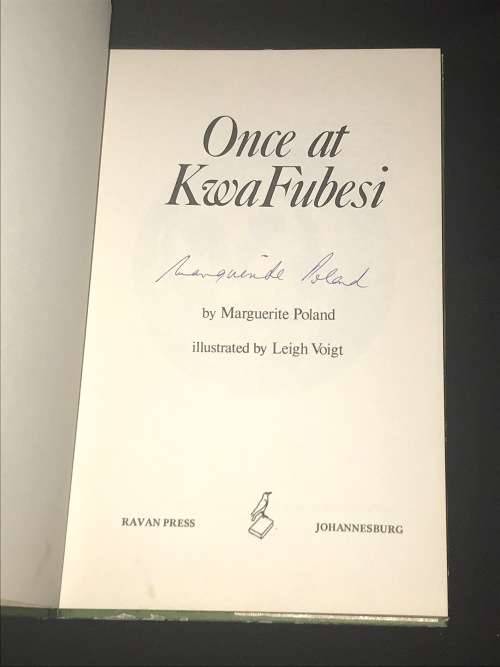 Once at
KwaFubesi
Marguerite Poland
by Marguerite Poland
illustrated by Leigh Voigt
RAVAN PRESS JOHANNESBURG